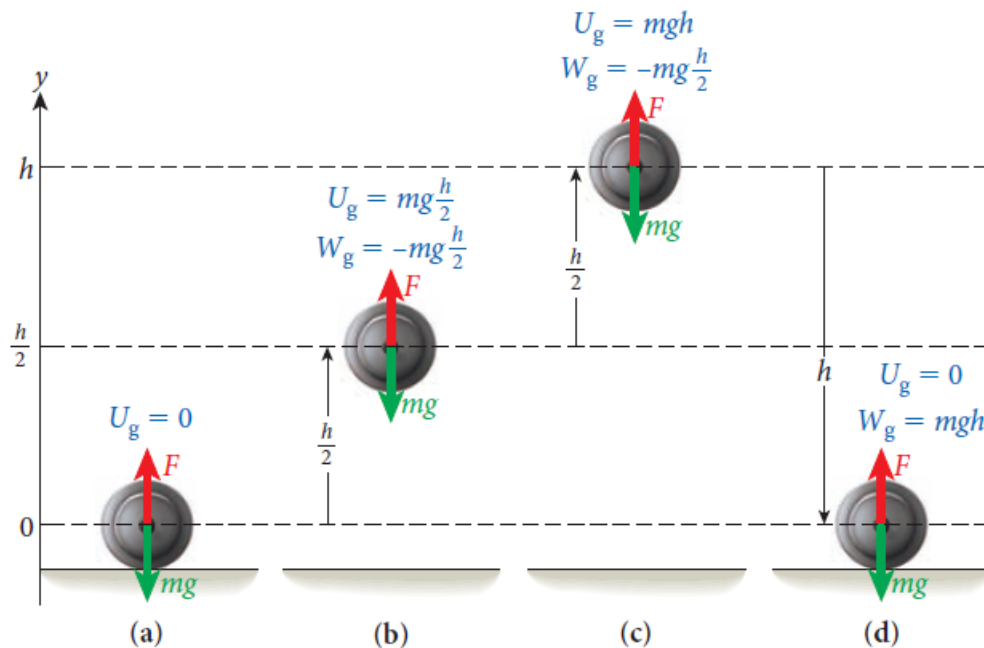 U_g = mgh
W_g = –mg h/2
y
F
h
mg
U_g = mg h/2
W_g = –mg h/2
F
h/2
h/2
mg
h
U_g = 0
W_g = mgh
U_g = 0
h/2
F
F
0
mg
mg
(a)
(b)
(c)
(d)